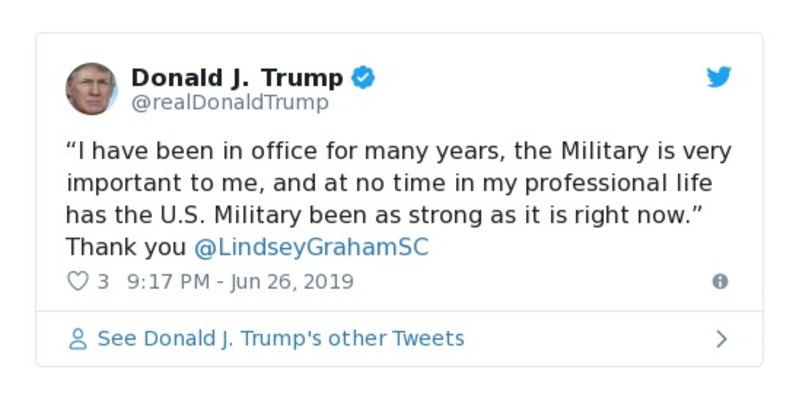 Donald J. Trump
@realDonaldTrump
“I have been in office for many years, the Military is very
important to me, and at no time in my professional life
has the U.S. Military been as strong as it is right now.”
Thank you @LindseyGrahamSC
3 9:17 PM - Jun 26, 2019
See Donald J. Trump's other Tweets